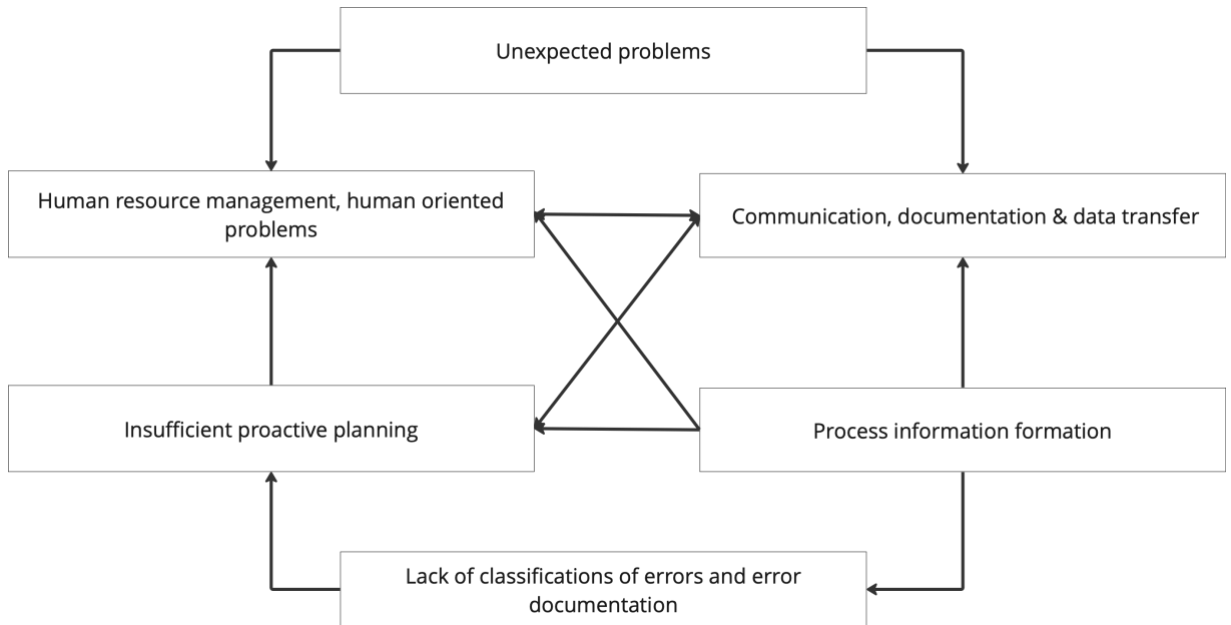 Unexpected problems
Human resource management, human oriented
problems
Communication, documentation & data transfer
Insufficient proactive planning
Process information formation
Lack of classifications of errors and error
documentation